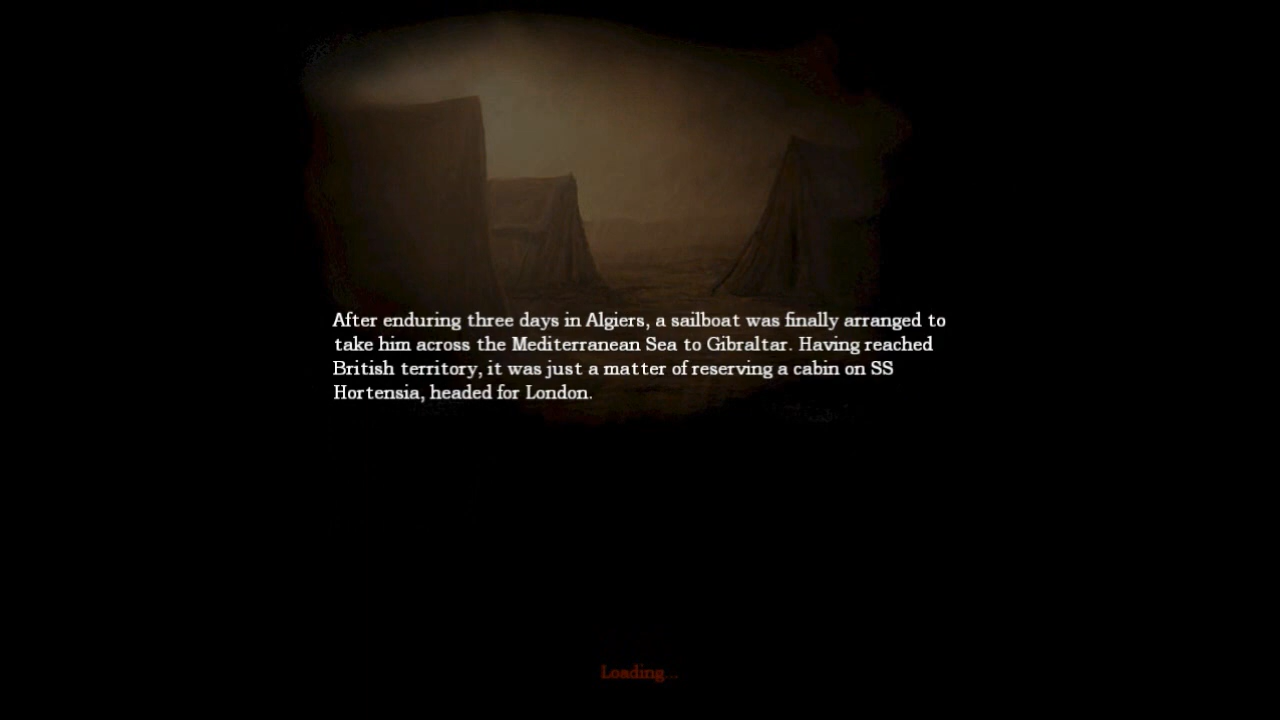 After enduring three days in Algiers, a sailboat was finally arranged to
take him across the Mediterranean Sea to Gibraltar. Having reached
British territory, it was just a matter of reserving a cabin on SS
Hortensia, headed for London.
Loading...